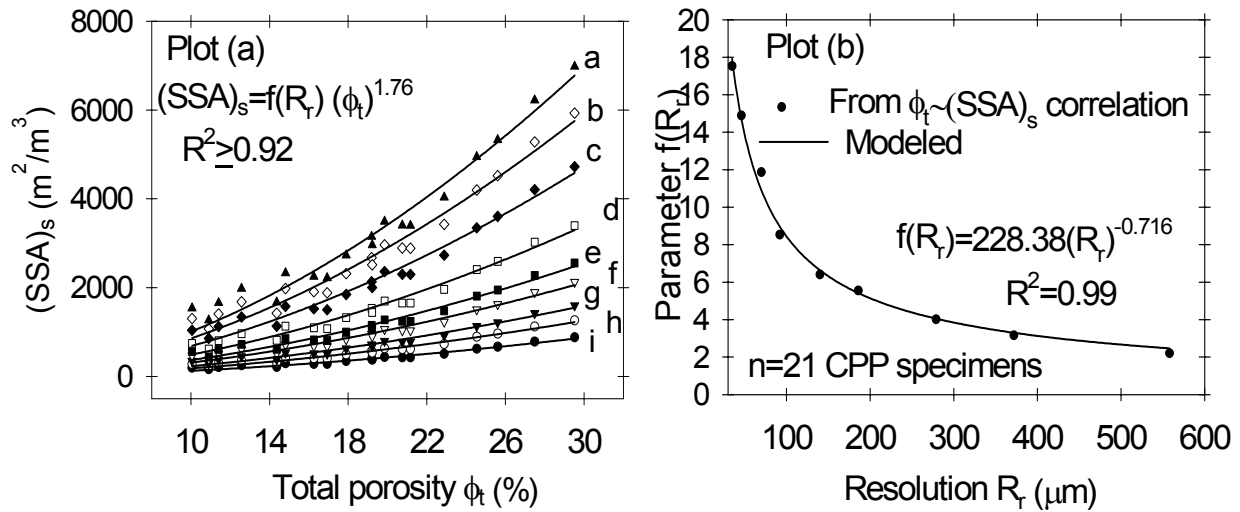 Plot (a)
(SSA)ₛ=f(Rᵣ) (ϕₜ)^1.76
R²≥0.92
a
b
c
d
e
f
g
h
i
8000
6000
4000
2000
0
(SSA)ₛ (m²/m³)
10 14 18 22 26 30
Total porosity ϕₜ (%)
Plot (b)
From ϕₜ~(SSA)ₛ correlation
Modeled
f(Rᵣ)=228.38(Rᵣ)^-0.716
R²=0.99
n=21 CPP specimens
20
18
16
14
12
10
8
6
4
2
0
Parameter f(Rᵣ)
100 200 300 400 500 600
Resolution Rᵣ (μm)